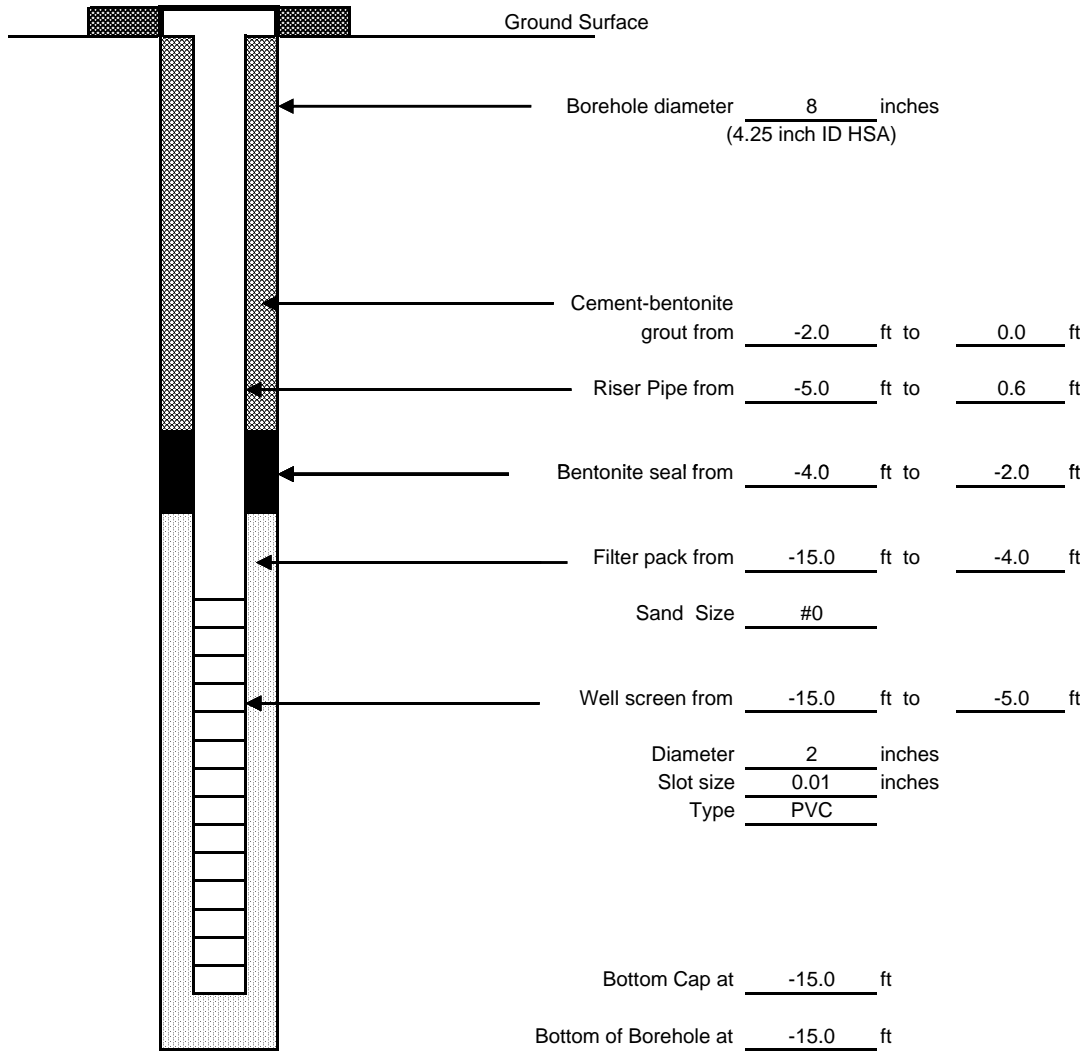 Ground Surface
Borehole diameter 8 inches
(4.25 inch ID HSA)
Cement-bentonite
grout from -2.0 ft to 0.0 ft
Riser Pipe from -5.0 ft to 0.6 ft
Bentonite seal from -4.0 ft to -2.0 ft
Filter pack from -15.0 ft to -4.0 ft
Sand Size #0
Well screen from -15.0 ft to -5.0 ft
Diameter 2 inches
Slot size 0.01 inches
Type PVC
Bottom Cap at -15.0 ft
Bottom of Borehole at -15.0 ft